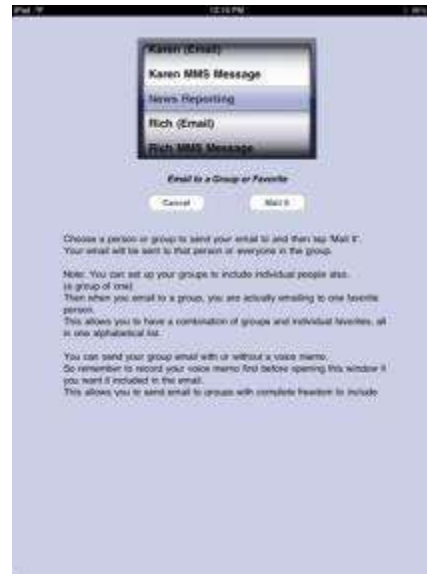 iPad 12:15 PM
Karen (Email)
Karen MMS Message
News Reporting
Rich (Email)
Rich MMS Message
Email to a Group or Favorite
Cancel Mail It
Choose a person or group to send your email to and then tap 'Mail It'.
Your email will be sent to that person or everyone in the group.
Note: You can set up your groups to include individual people also.
(a group of one)
Then when you email to a group, you are actually emailing to one favorite
person.
This allows you to have a combination of groups and individual favorites, all
in one alphabetical list.
You can send your group email with or without a voice memo.
So remember to record your voice memo first before opening this window if
you want it included in the email.
This allows you to send email to groups with complete freedom to include